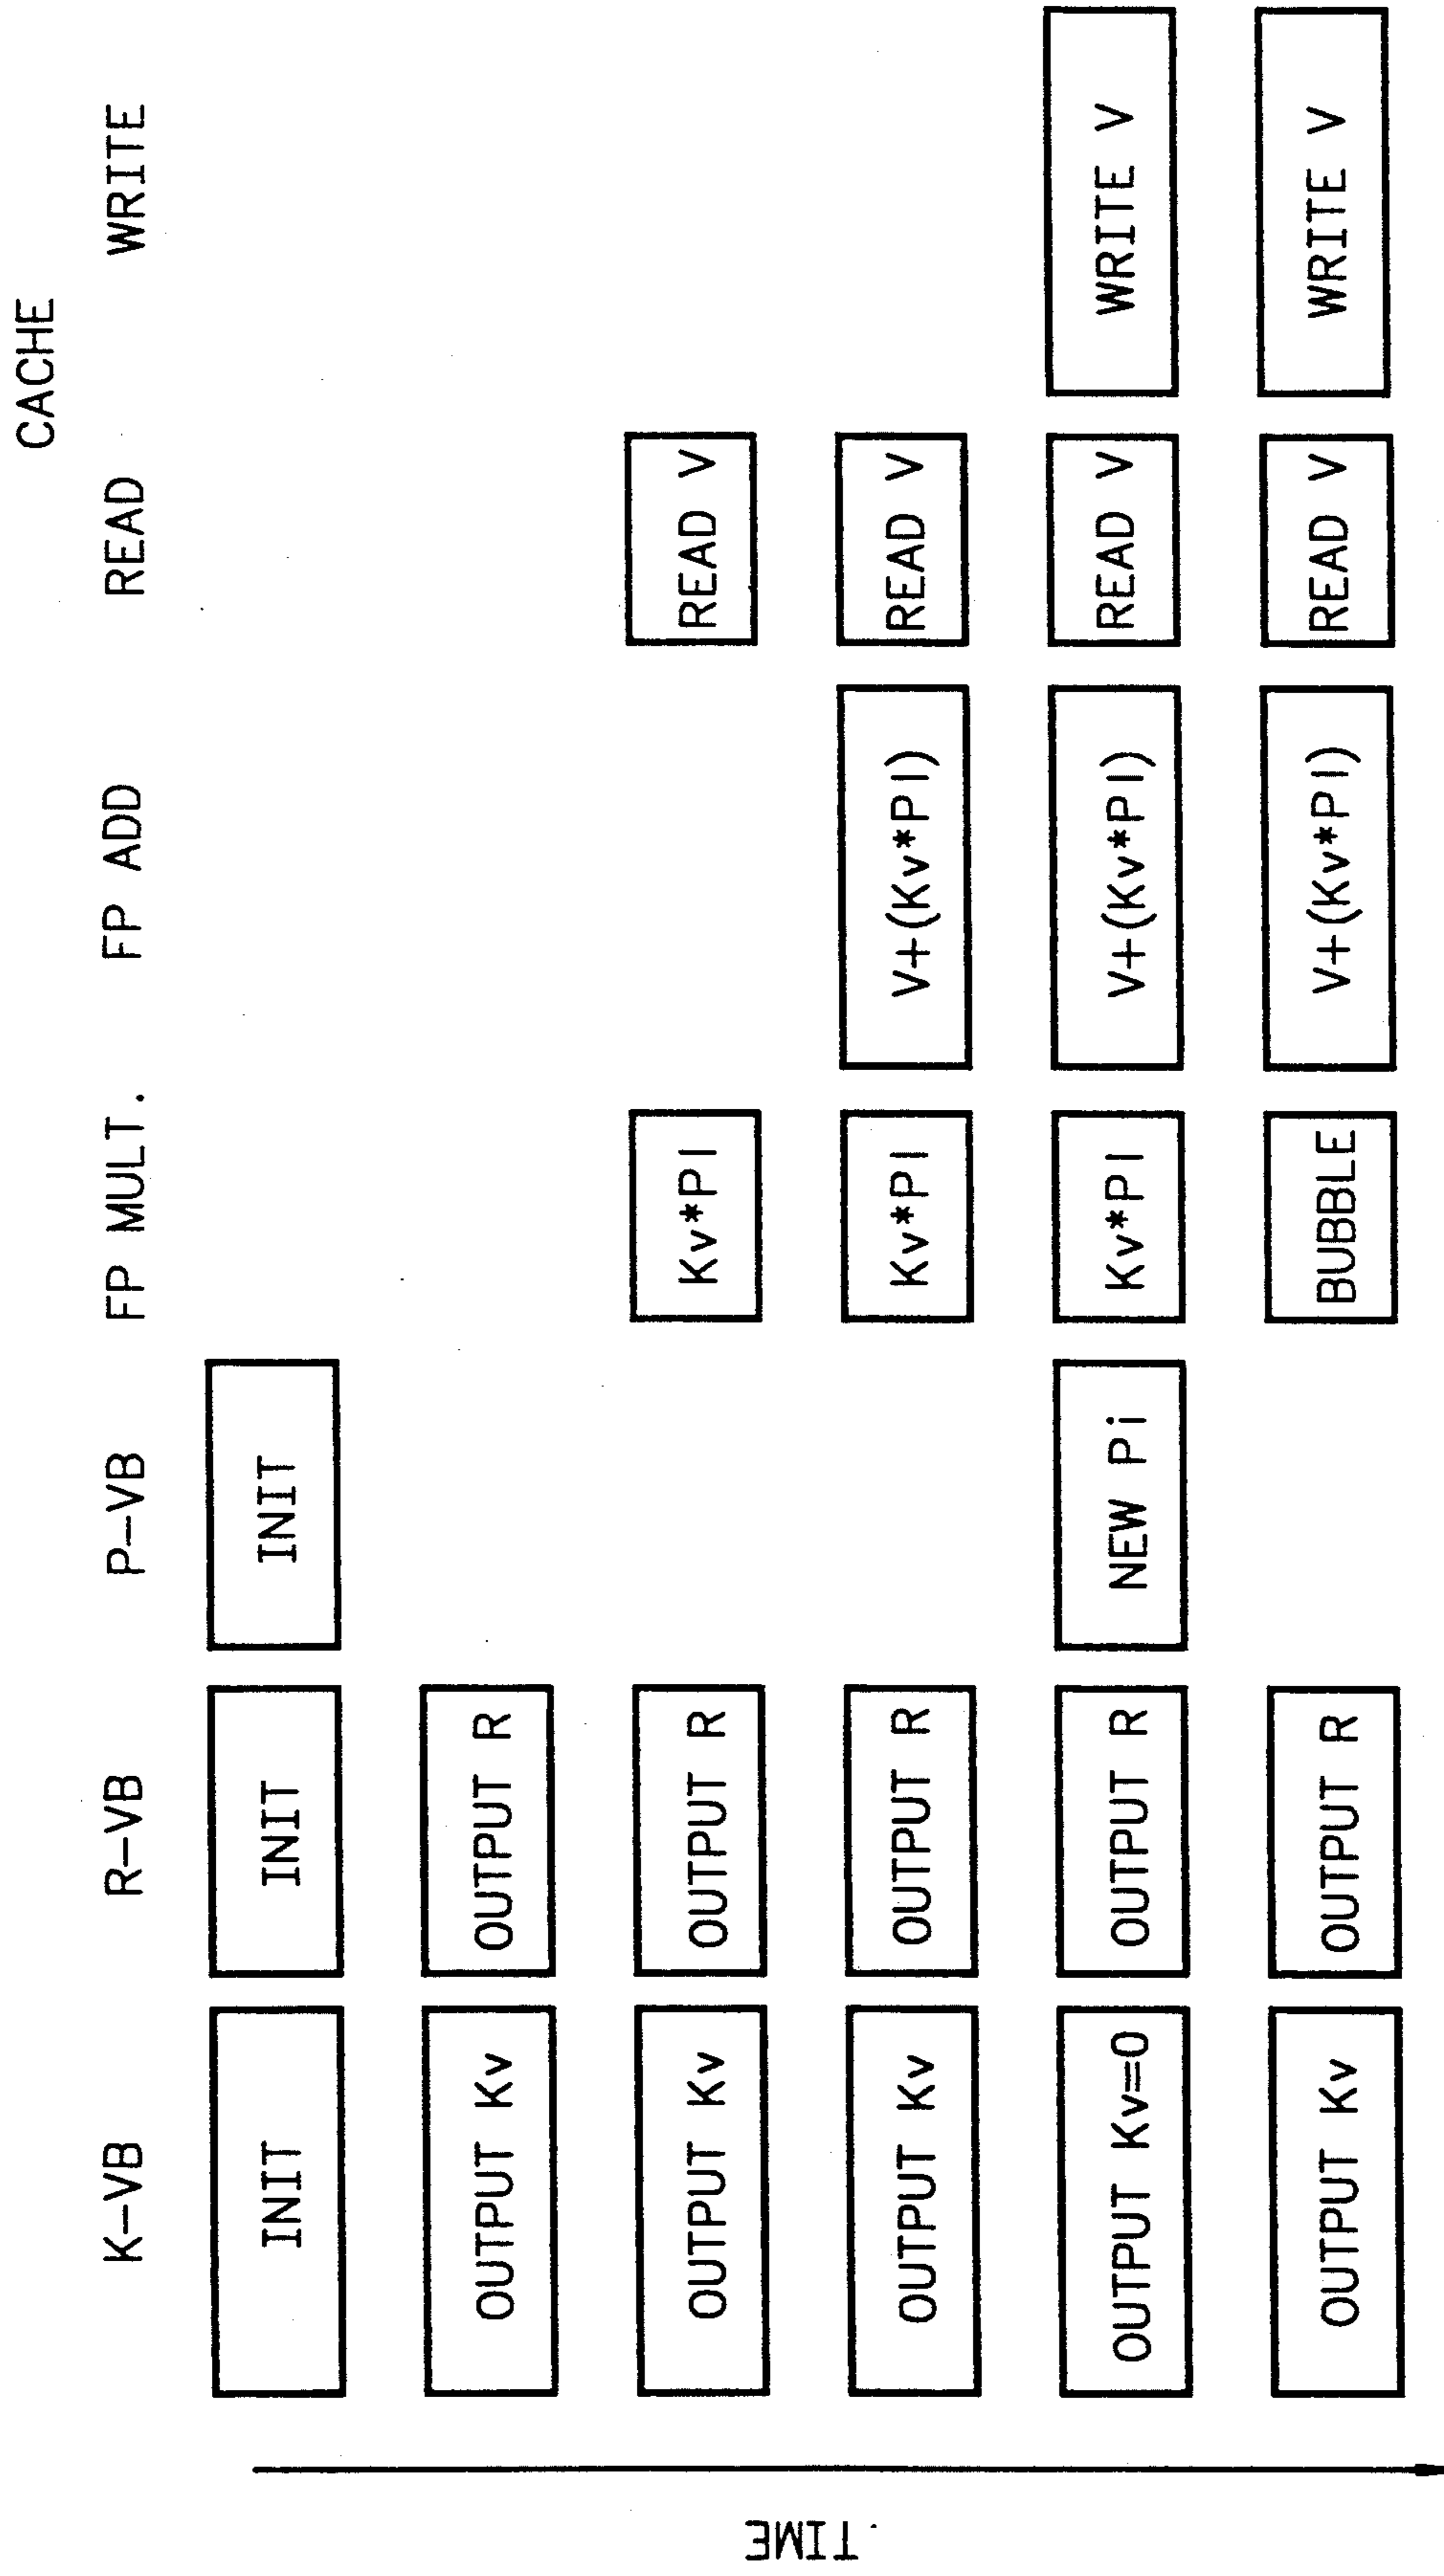 CACHE
K-VB R-VB P-VB FP MULT. FP ADD READ WRITE
INIT INIT INIT
OUTPUT Kv OUTPUT R
OUTPUT Kv OUTPUT R Kv*PI READ V
OUTPUT Kv OUTPUT R Kv*PI V+(Kv*PI) READ V
OUTPUT Kv=0 OUTPUT R NEW Pi Kv*PI V+(Kv*PI) READ V WRITE V
OUTPUT Kv OUTPUT R BUBBLE V+(Kv*PI) READ V WRITE V
TIME